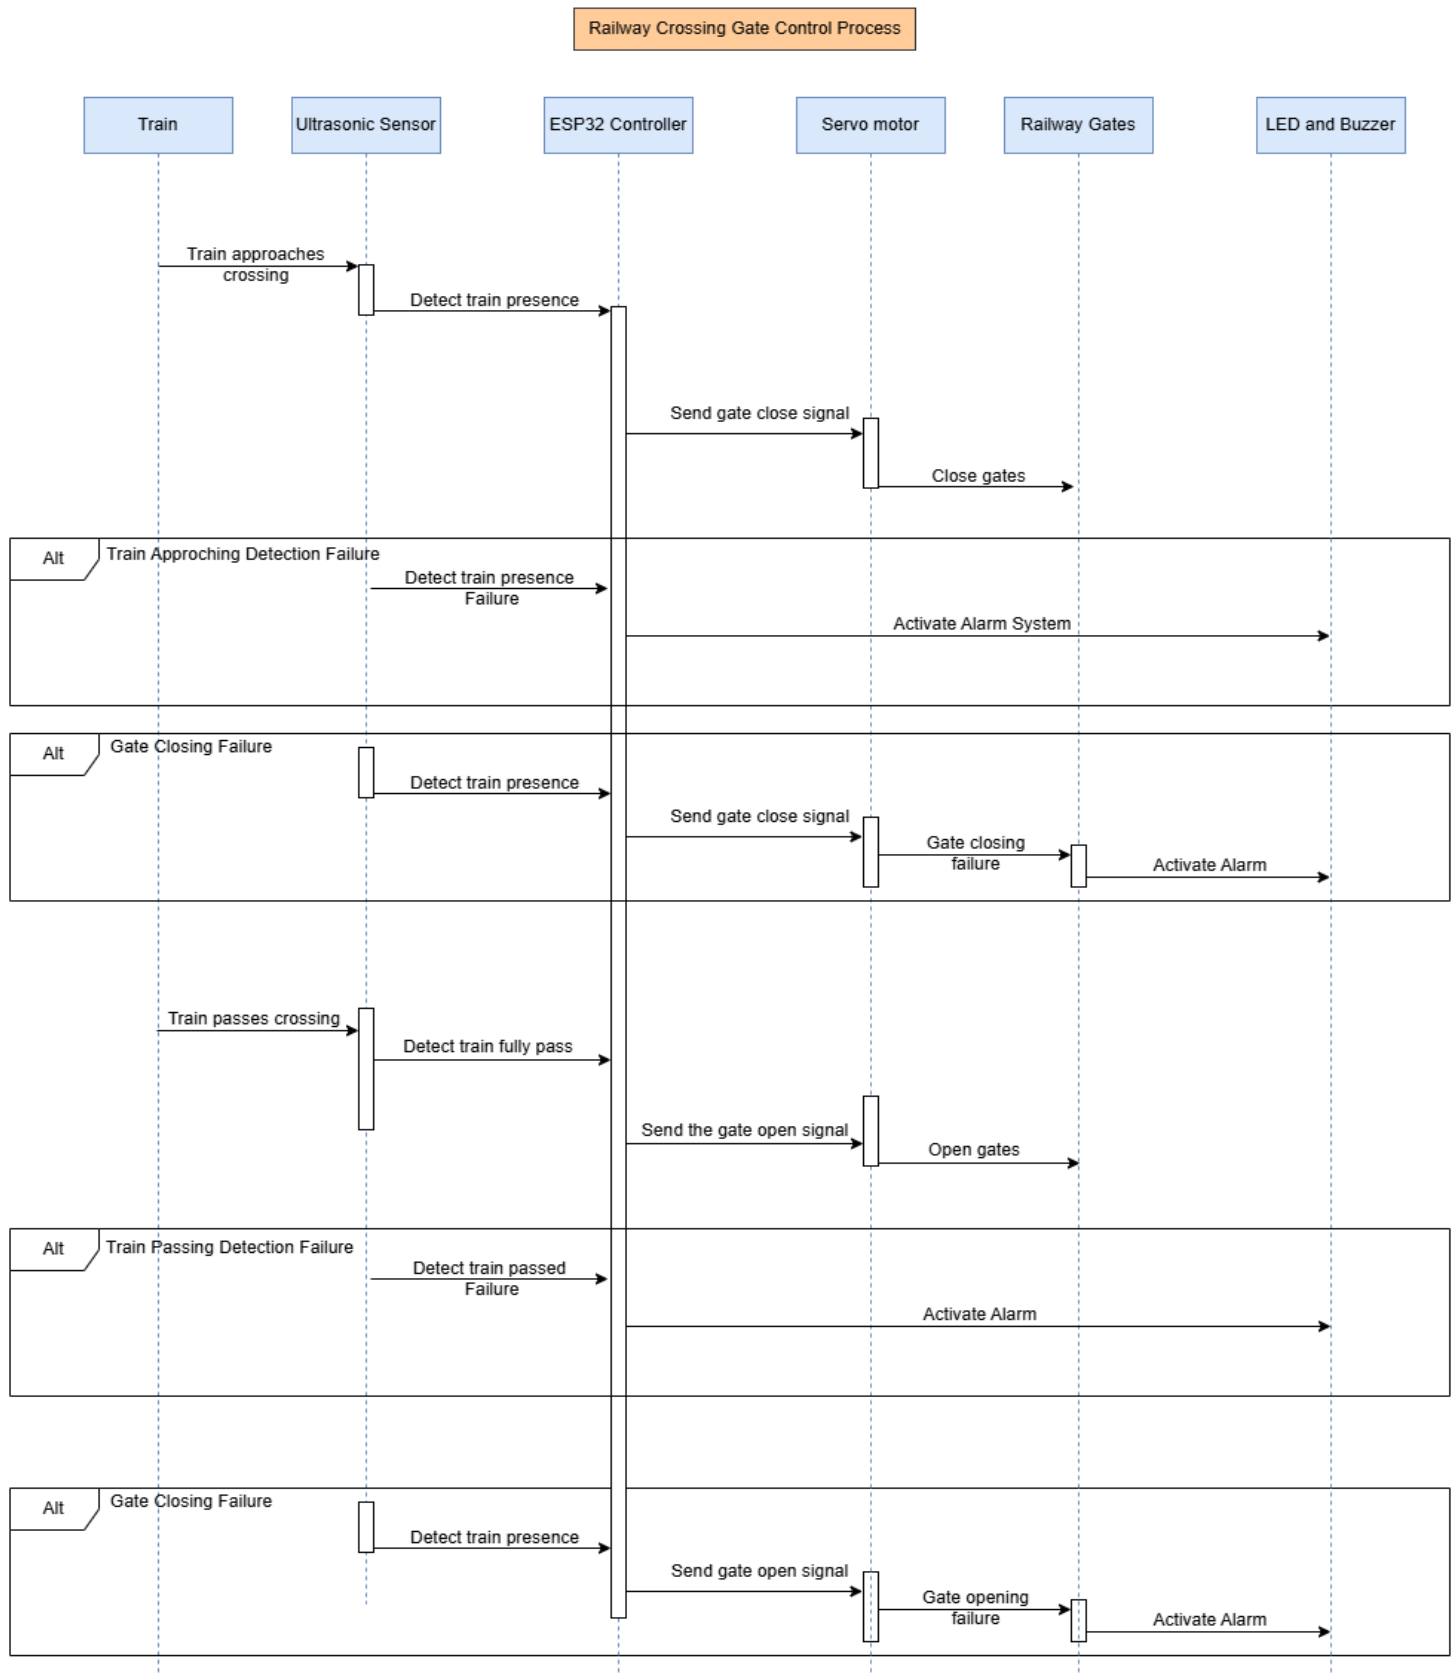 Railway Crossing Gate Control Process
Train
Ultrasonic Sensor
ESP32 Controller
Servo motor
Railway Gates
LED and Buzzer
Train approaches
crossing
Detect train presence
Send gate close signal
Close gates
Alt
Train Approching Detection Failure
Detect train presence
Failure
Activate Alarm System
Alt
Gate Closing Failure
Detect train presence
Send gate close signal
Gate closing
failure
Activate Alarm
Train passes crossing
Detect train fully pass
Send the gate open signal
Open gates
Alt
Train Passing Detection Failure
Detect train passed
Failure
Activate Alarm
Alt
Gate Closing Failure
Detect train presence
Send gate open signal
Gate opening
failure
Activate Alarm